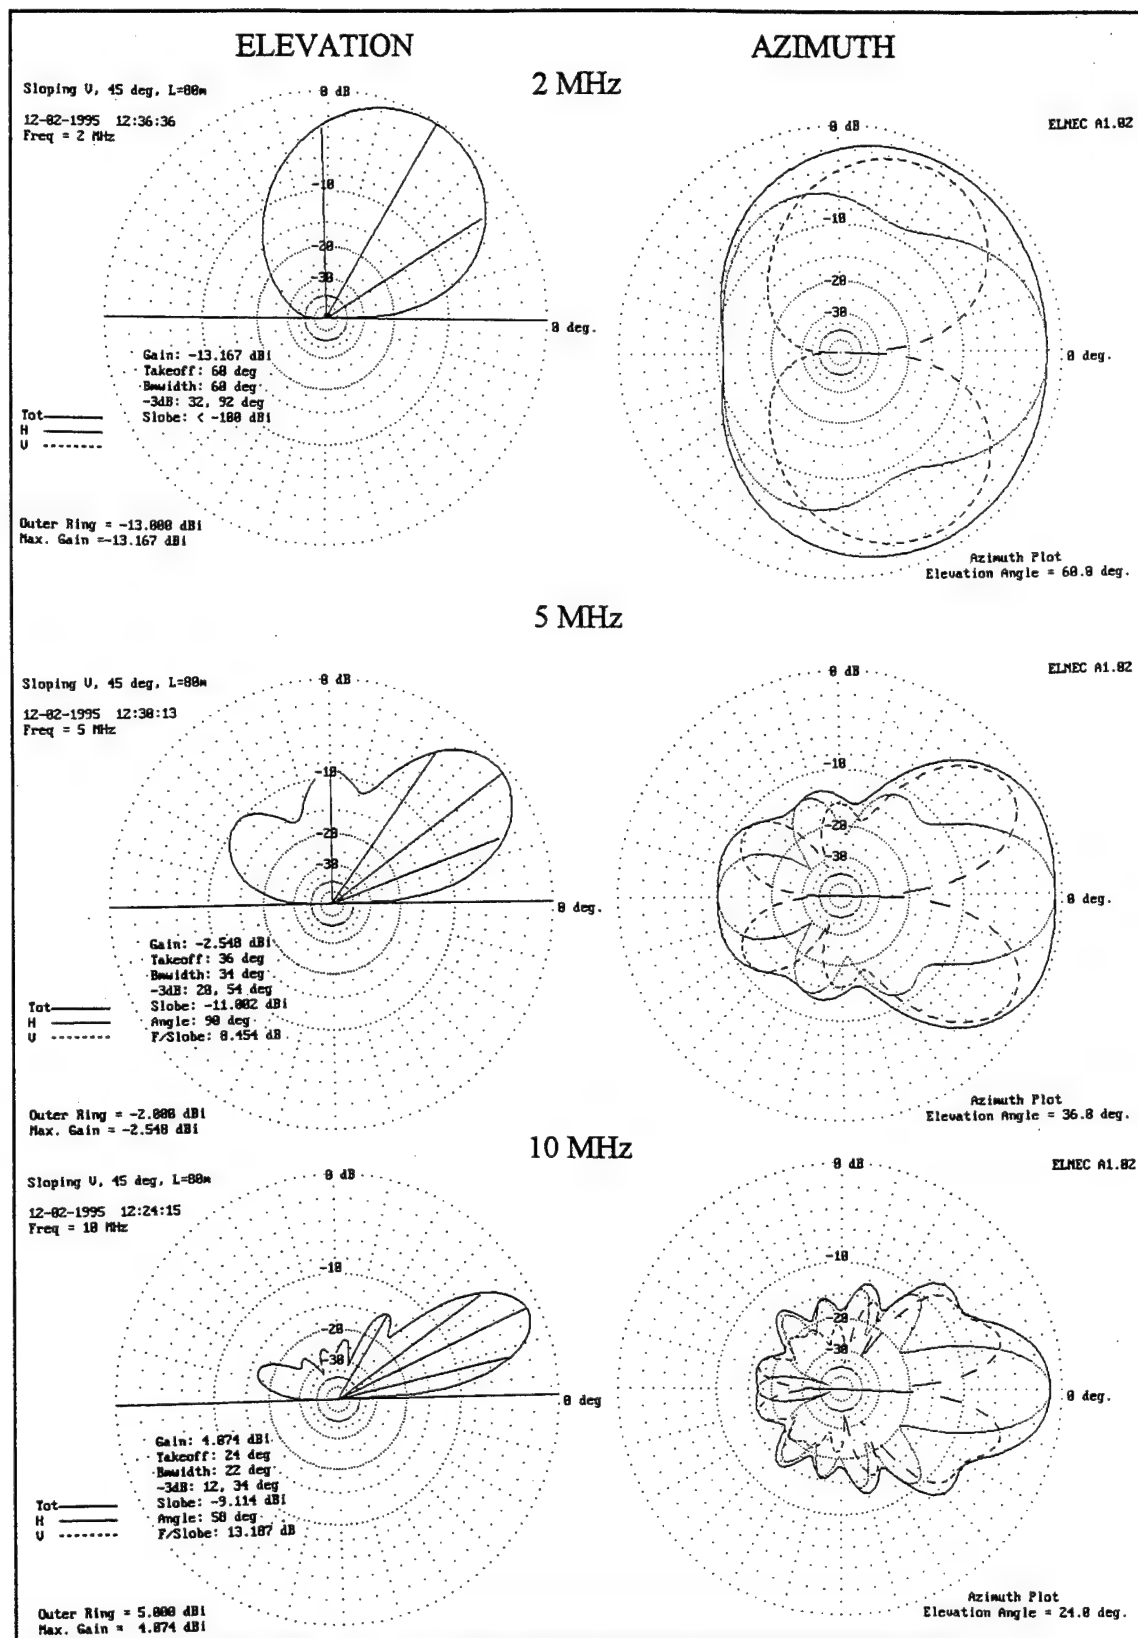 ELEVATION
AZIMUTH
2 MHz
Sloping V, 45 deg, L=80m
0 dB
12-02-1995 12:36:36
Freq = 2 MHz
0 dB
ELNEC A1.02
-10
-20
-30
-10
-20
-30
0 deg.
0 deg.
Gain: -13.167 dBi
Takeoff: 60 deg
Bmwidth: 60 deg
-3dB: 32, 92 deg
Slobe: < -100 dBi
Tot
H
V
Outer Ring = -13.000 dBi
Max. Gain =-13.167 dBi
Azimuth Plot
Elevation Angle = 60.0 deg.
5 MHz
Sloping V, 45 deg, L=80m
0 dB
0 dB
ELNEC A1.02
12-02-1995 12:30:13
Freq = 5 MHz
-10
-20
-30
-10
-20
-30
0 deg.
0 deg.
Gain: -2.548 dBi
Takeoff: 36 deg
Bmwidth: 34 deg
-3dB: 20, 54 deg
Slobe: -11.002 dBi
Angle: 90 deg
F/Slobe: 8.454 dB
Tot
H
V
Outer Ring = -2.000 dBi
Max. Gain = -2.548 dBi
Azimuth Plot
Elevation Angle = 36.0 deg.
10 MHz
Sloping V, 45 deg, L=80m
0 dB
0 dB
ELNEC A1.02
12-02-1995 12:24:15
Freq = 10 MHz
-10
-20
-30
-10
-20
-30
0 deg
0 deg.
Gain: 4.074 dBi
Takeoff: 24 deg
Bmwidth: 22 deg
-3dB: 12, 34 deg
Slobe: -9.114 dBi
Angle: 50 deg
F/Slobe: 13.187 dB
Tot
H
V
Outer Ring = 5.000 dBi
Max. Gain = 4.074 dBi
Azimuth Plot
Elevation Angle = 24.0 deg.